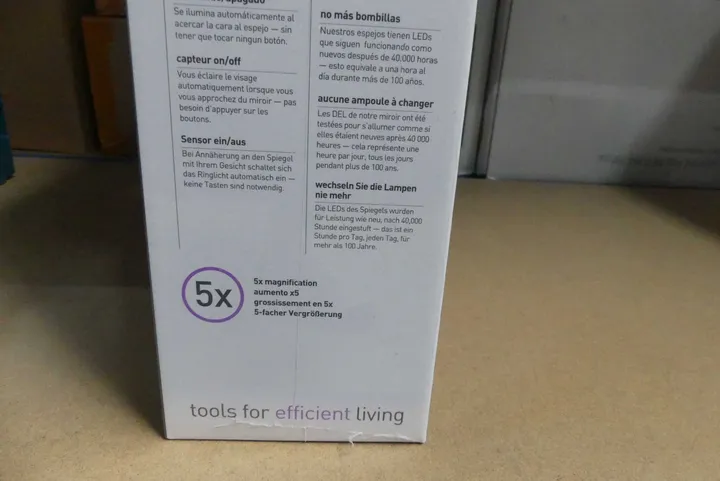 Se ilumina automáticamente al
acercar la cara al espejo — sin
tener que tocar ningún botón.
capteur on/off
Vous éclaire le visage
automatiquement lorsque vous
vous approchez du miroir — pas
besoin d'appuyer sur les
boutons.
Sensor ein/aus
Bei Annäherung an den Spiegel
mit Ihrem Gesicht schaltet sich
das Ringlicht automatisch ein —
keine Tasten sind notwendig.
no más bombillas
Nuestros espejos tienen LEDs
que siguen funcionando como
nuevos después de 40.000 horas
— esto equivale a una hora al
día durante más de 100 años.
aucune ampoule à changer
Les DEL de notre miroir ont été
testées pour s'allumer comme si
elles étaient neuves après 40 000
heures — cela représente une
heure par jour, tous les jours
pendant plus de 100 ans.
wechseln Sie die Lampen
nie mehr
Die LEDs des Spiegels wurden
für Leistung wie neu, nach 40,000
Stunde eingestuft — das ist ein
Stunde pro Tag, jeden Tag, für
mehr als 100 Jahre.
5x
5x magnification
aumento x5
grossissement en 5x
5-facher Vergrößerung
tools for efficient living